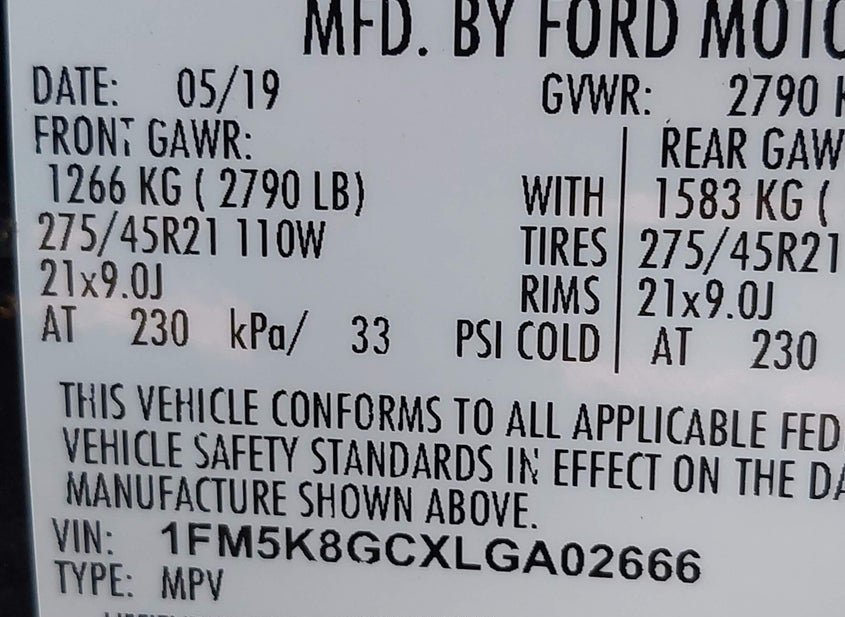 MFD. BY FORD MOTO
DATE: 05/19 GVWR: 2790 K
FRONT GAWR: REAR GAW
1266 KG ( 2790 LB) WITH 1583 KG (
275/45R21 110W TIRES 275/45R21
21x9.0J RIMS 21x9.0J
AT 230 kPa/ 33 PSI COLD AT 230
THIS VEHICLE CONFORMS TO ALL APPLICABLE FED
VEHICLE SAFETY STANDARDS IN EFFECT ON THE DA
MANUFACTURE SHOWN ABOVE.
VIN: 1FM5K8GCXLGA02666
TYPE: MPV